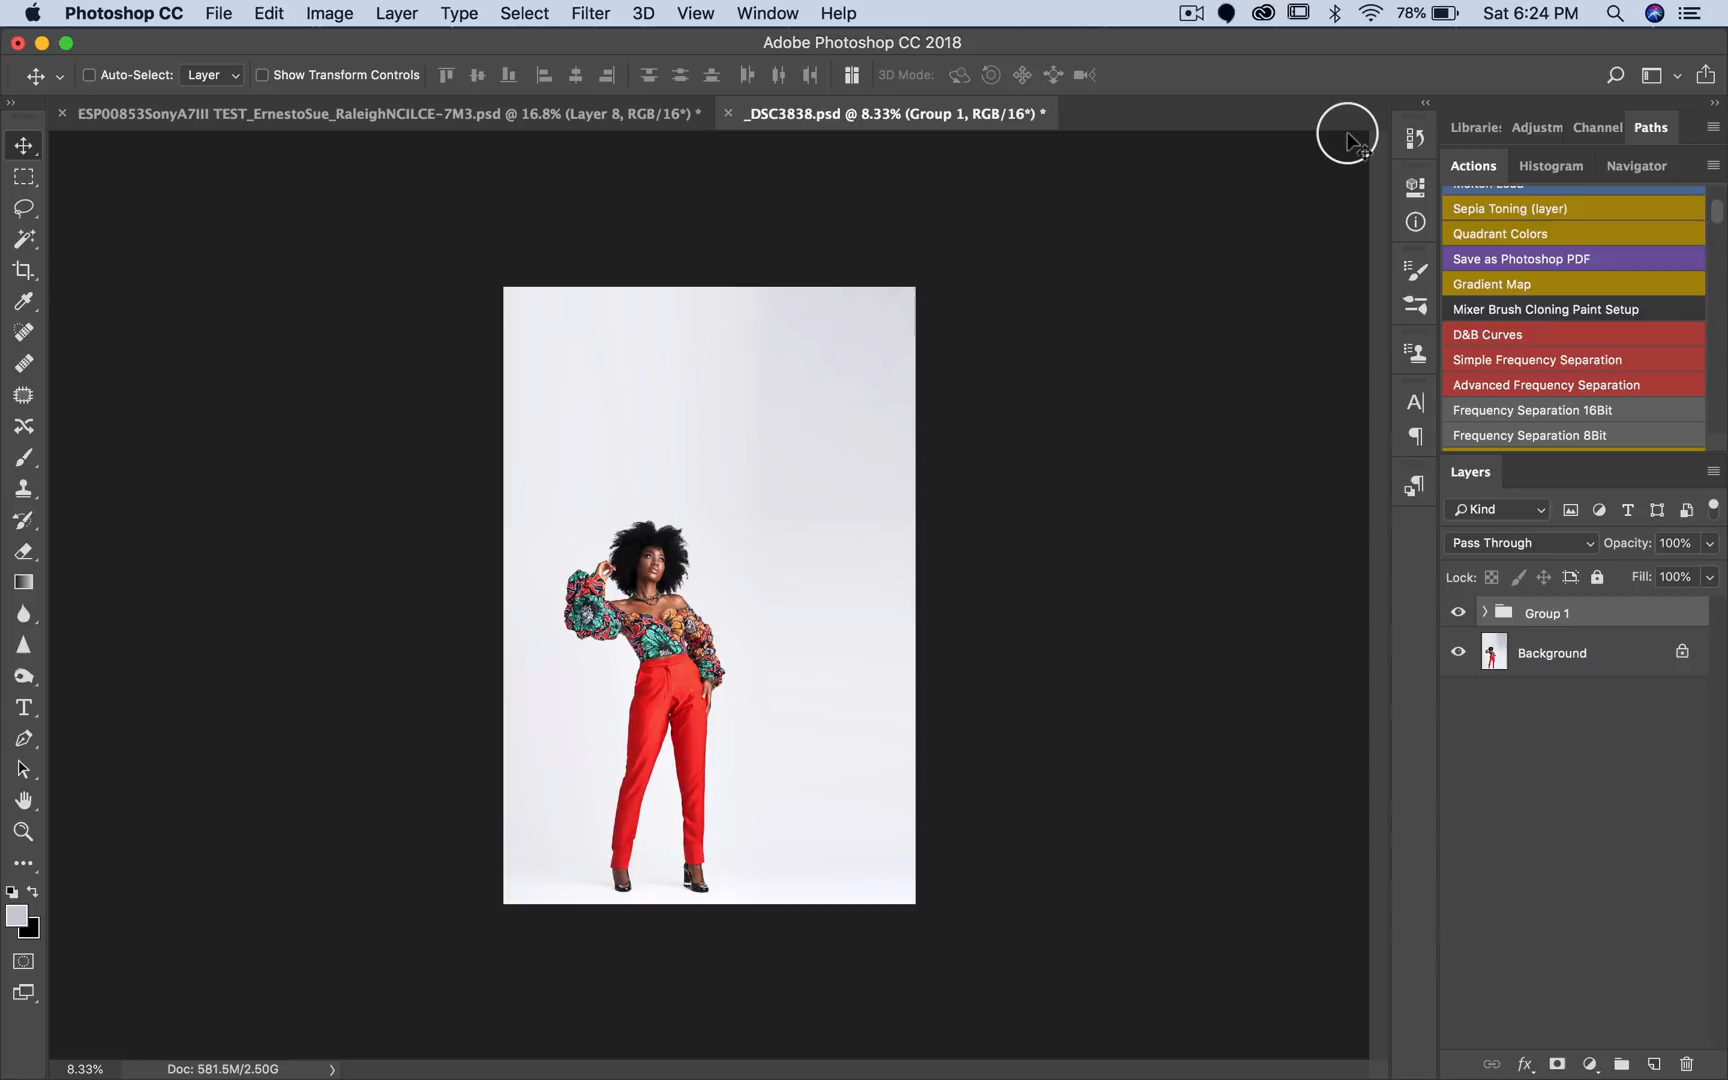 Photoshop CC File Edit Image Layer Type Select Filter 3D View Window Help 78% Sat 6:24 PM
Adobe Photoshop CC 2018
Auto-Select: Layer Show Transform Controls 3D Mode:
ESP00853SonyA7III TEST_ErnestoSue_RaleighNCILCE-7M3.psd @ 16.8% (Layer 8, RGB/16*) *
_DSC3838.psd @ 8.33% (Group 1, RGB/16*) *
Libraries Adjustm Channel Paths
Actions Histogram Navigator
Molten Lead
Sepia Toning (layer)
Quadrant Colors
Save as Photoshop PDF
Gradient Map
Mixer Brush Cloning Paint Setup
D&B Curves
Simple Frequency Separation
Advanced Frequency Separation
Frequency Separation 16Bit
Frequency Separation 8Bit
Layers
Kind
Pass Through Opacity: 100%
Lock: Fill: 100%
Group 1
Background
8.33% Doc: 581.5M/2.50G